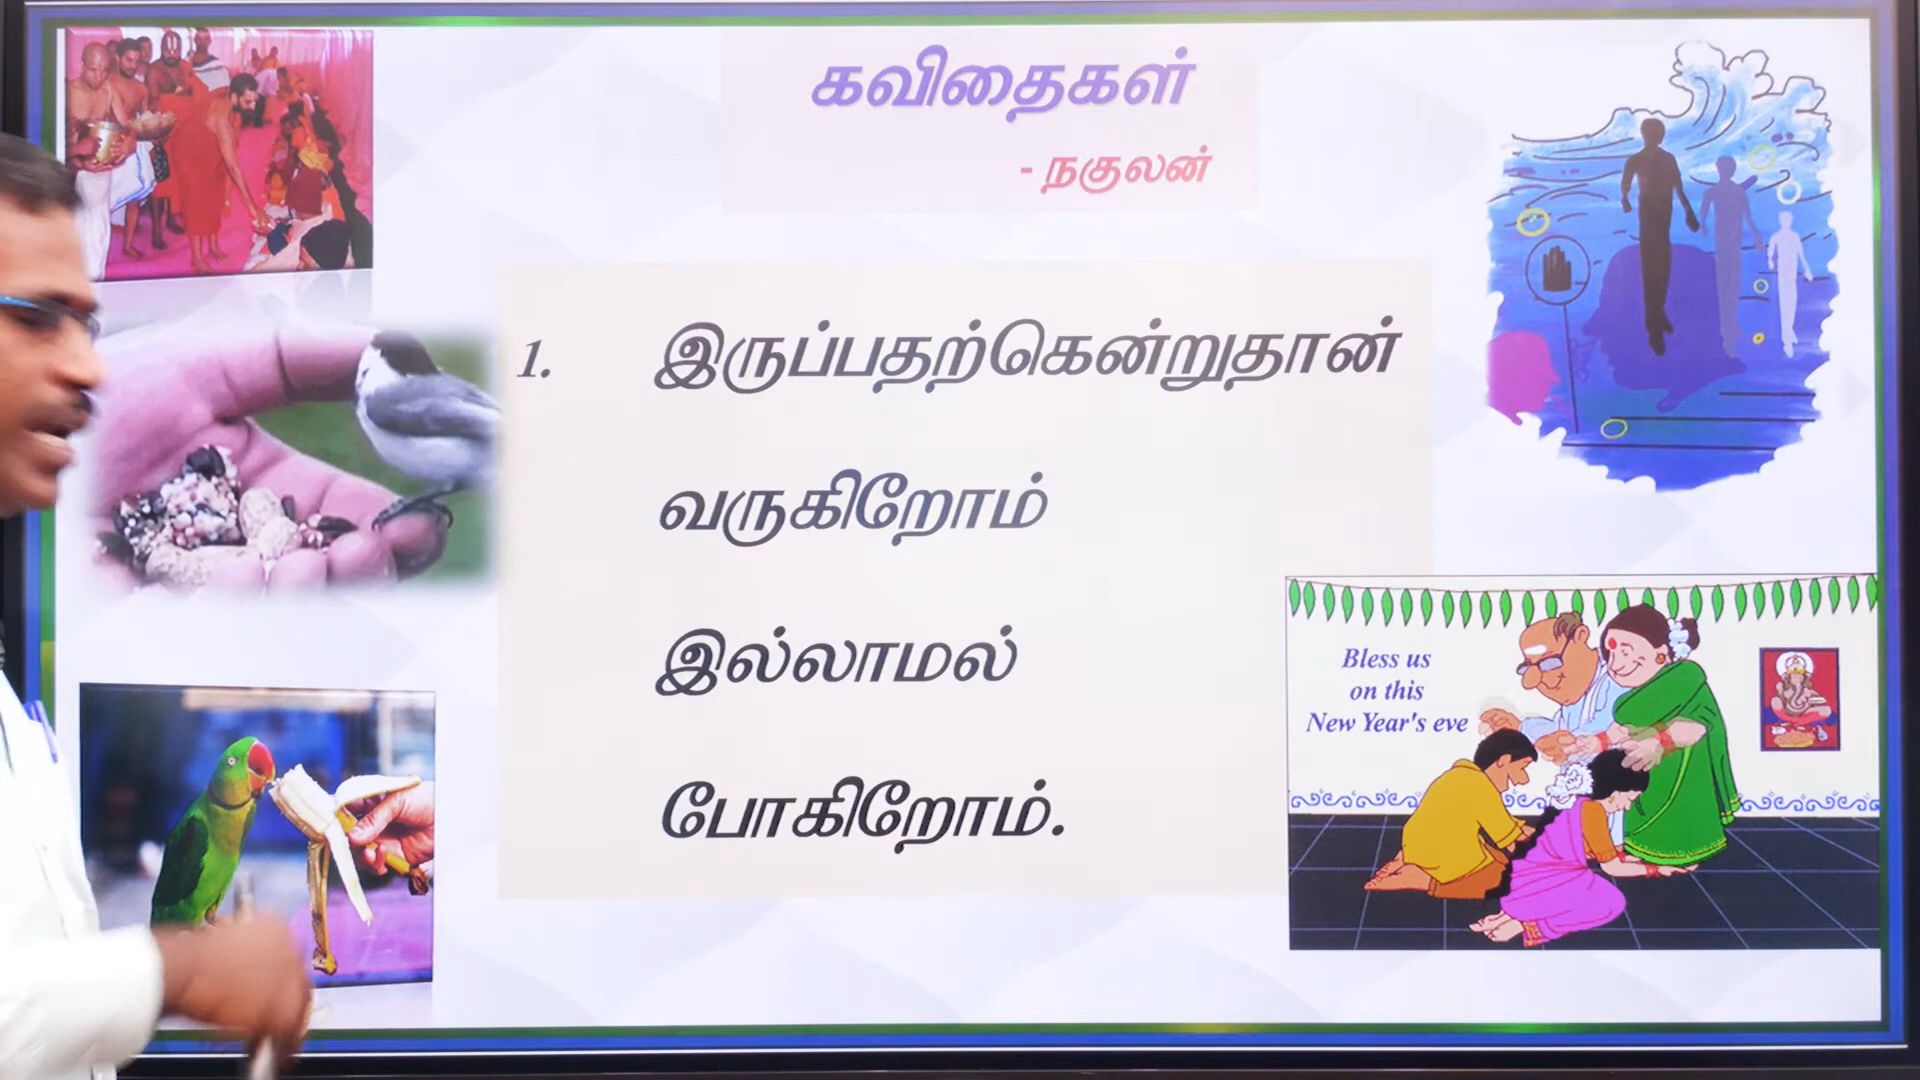 கவிதைகள்
- நகுலன்
1. இருப்பதற்கென்றுதான்
வருகிறோம்
இல்லாமல்
போகிறோம்.
Bless us
on this
New Year's eve